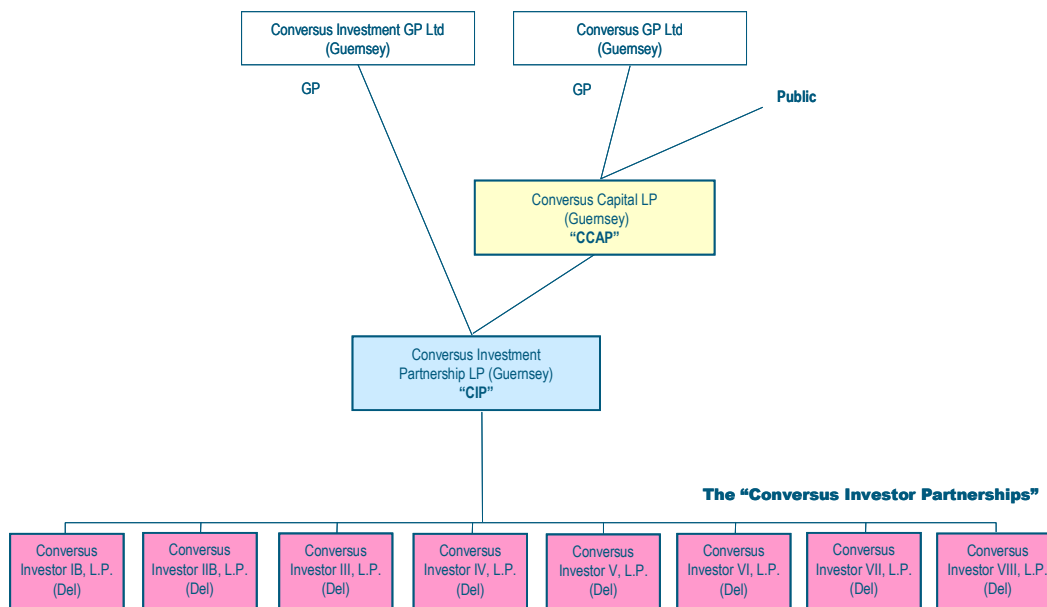 Conversus Investment GP Ltd
(Guernsey)
Conversus GP Ltd
(Guernsey)
GP
GP
Public
Conversus Capital LP
(Guernsey)
“CCAP”
Conversus Investment
Partnership LP (Guernsey)
“CIP”
The “Conversus Investor Partnerships”
Conversus
Investor IB, L.P.
(Del)
Conversus
Investor IIB, L.P.
(Del)
Conversus
Investor III, L.P.
(Del)
Conversus
Investor IV, L.P.
(Del)
Conversus
Investor V, L.P.
(Del)
Conversus
Investor VI, L.P.
(Del)
Conversus
Investor VII, L.P.
(Del)
Conversus
Investor VIII, L.P.
(Del)